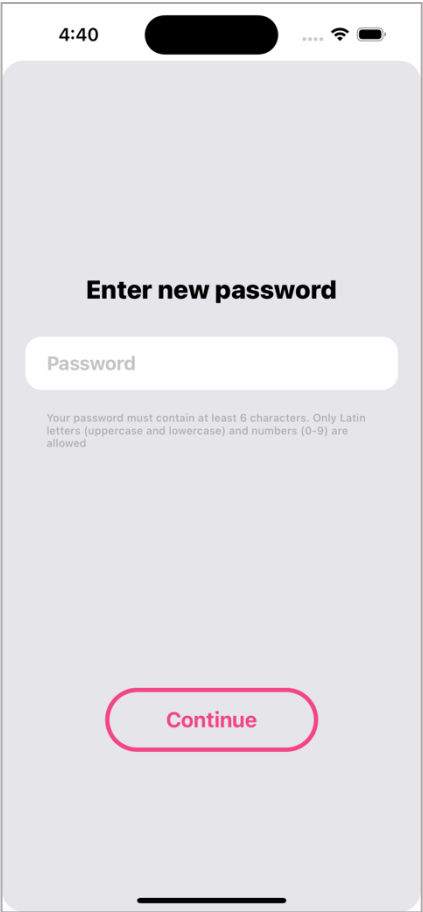 4:40
Enter new password
Password
Your password must contain at least 6 characters. Only Latin
letters (uppercase and lowercase) and numbers (0-9) are
allowed
Continue